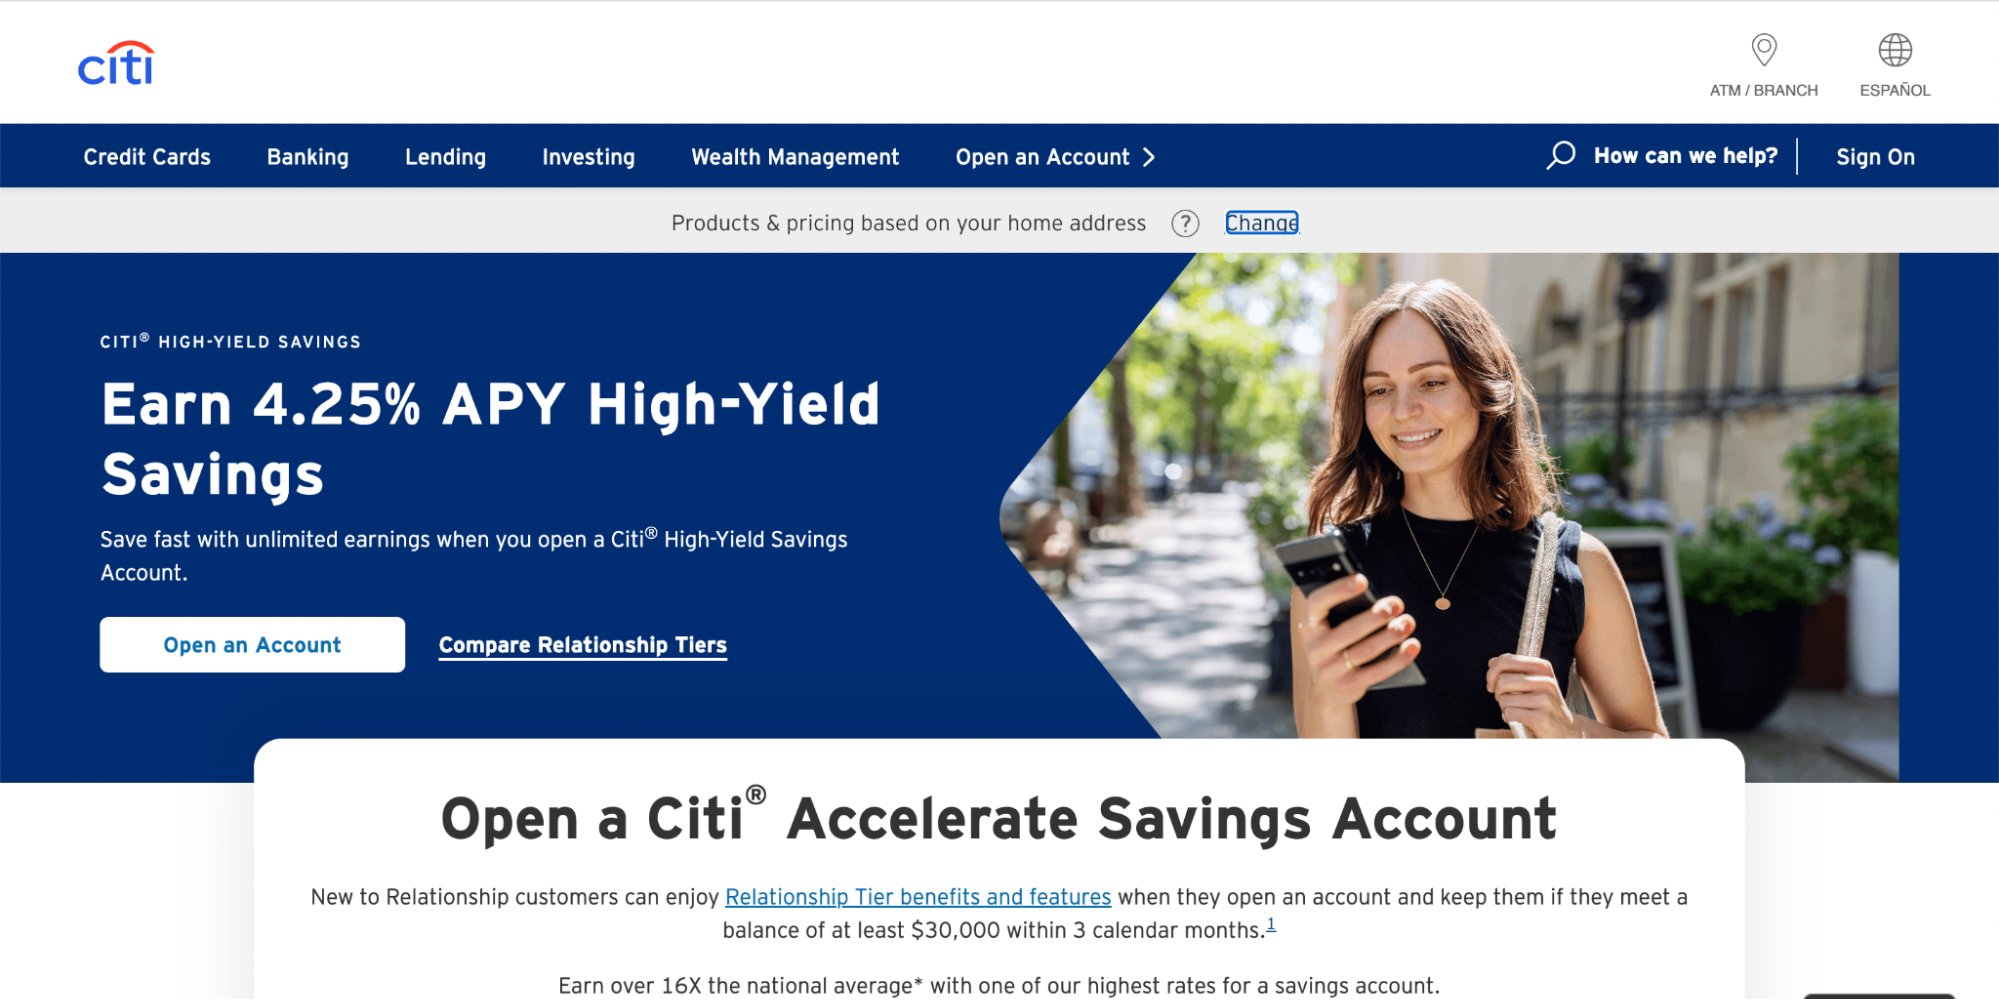 citi
ATM / BRANCH
ESPAÑOL
Credit Cards
Banking
Lending
Investing
Wealth Management
Open an Account
How can we help?
Sign On
Products & pricing based on your home address
?
Change
CITI® HIGH-YIELD SAVINGS
Earn 4.25% APY High-Yield
Savings
Save fast with unlimited earnings when you open a Citi® High-Yield Savings
Account.
Open an Account
Compare Relationship Tiers
Open a Citi® Accelerate Savings Account
New to Relationship customers can enjoy Relationship Tier benefits and features when they open an account and keep them if they meet a
balance of at least $30,000 within 3 calendar months.1
Earn over 16X the national average* with one of our highest rates for a savings account.